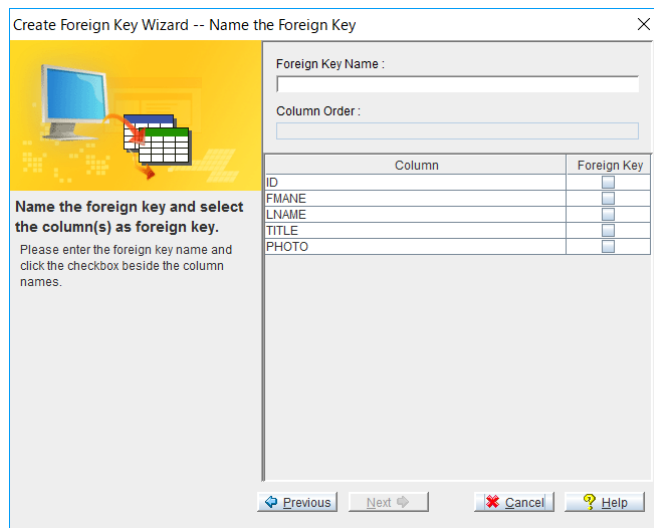 Create Foreign Key Wizard -- Name the Foreign Key
Name the foreign key and select
the column(s) as foreign key.
Please enter the foreign key name and
click the checkbox beside the column
names.
Foreign Key Name :
Column Order :
Column Foreign Key
ID
FMANE
LNAME
TITLE
PHOTO
Previous Next Cancel Help